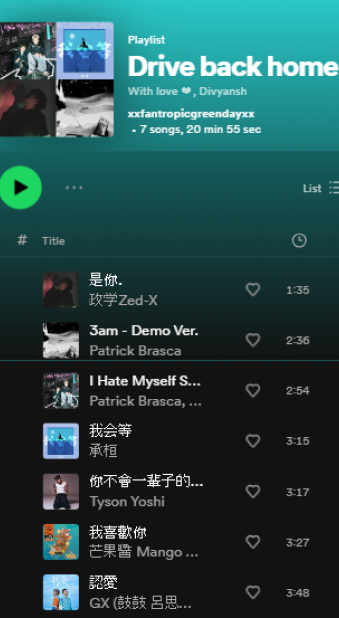 Playlist
Drive back home
With love ❤ , Divyansh
xxfantropicgreendayxx
• 7 songs, 20 min 55 sec
List
# Title
是你.
政学Zed-X
1:35
3am - Demo Ver.
Patrick Brasca
2:36
I Hate Myself S...
Patrick Brasca, ...
2:54
我会等
承桓
3:15
你不會一輩子的...
Tyson Yoshi
3:17
我喜歡你
芒果醬 Mango ...
3:27
認愛
GX (鼓鼓 呂思...
3:48